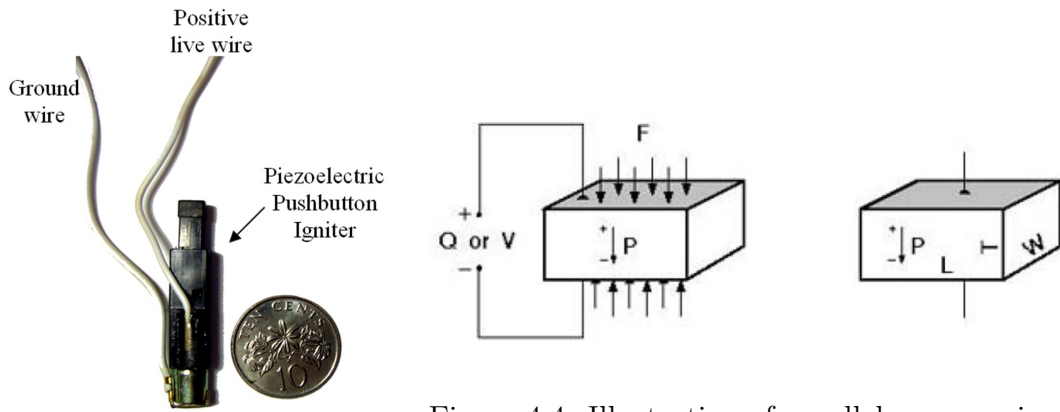 Positive
live wire
Ground
wire
Piezoelectric
Pushbutton
Igniter
TEN CENTS
10
F
+
Q or V
−
+
P
−
+
P
−
L
T
W